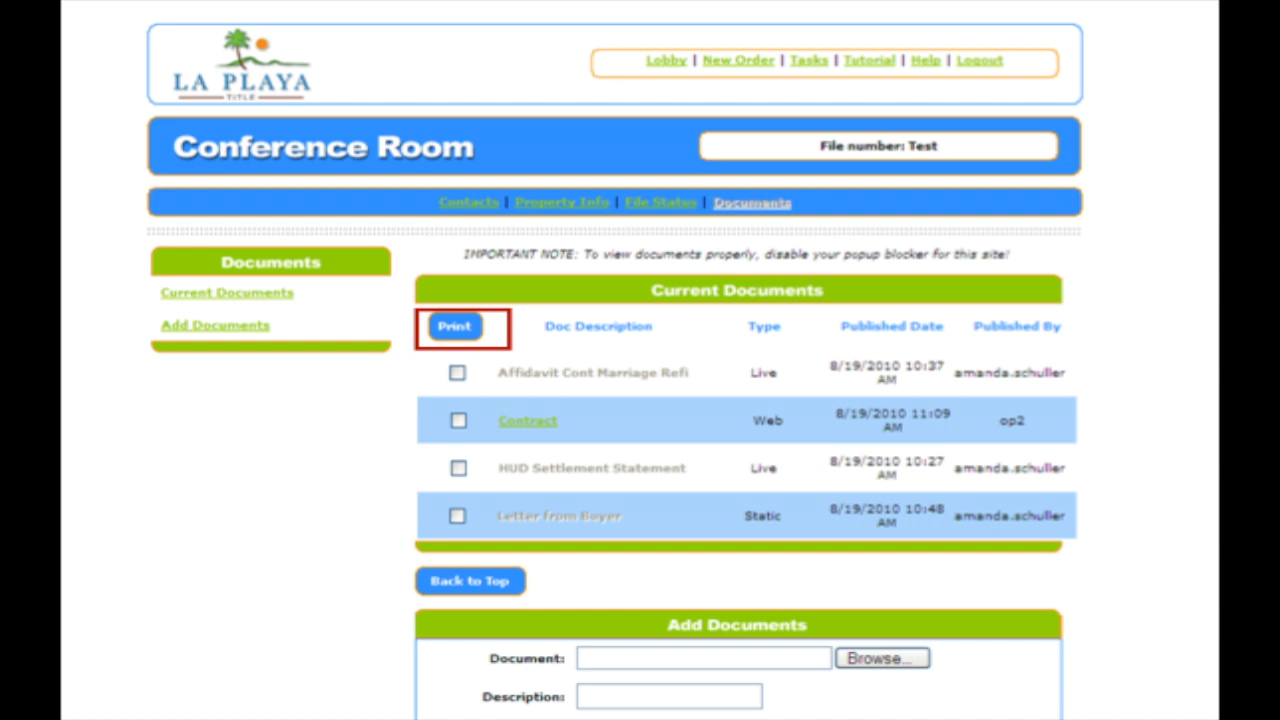 LA PLAYA
TITLE
Lobby | New Order | Tasks | Tutorial | Help | Logout
Conference Room
File number: Test
Contacts | Property Info | File Status | Documents
IMPORTANT NOTE: To view documents properly, disable your popup blocker for this site!
Documents
Current Documents
Add Documents
Current Documents
Print Doc Description Type Published Date Published By
Affidavit Cont Marriage Refi Live 8/19/2010 10:37 AM amanda.schuller
Contract Web 8/19/2010 11:09 AM op2
HUD Settlement Statement Live 8/19/2010 10:27 AM amanda.schuller
Letter from Buyer Static 8/19/2010 10:48 AM amanda.schuller
Back to Top
Add Documents
Document: Browse...
Description: